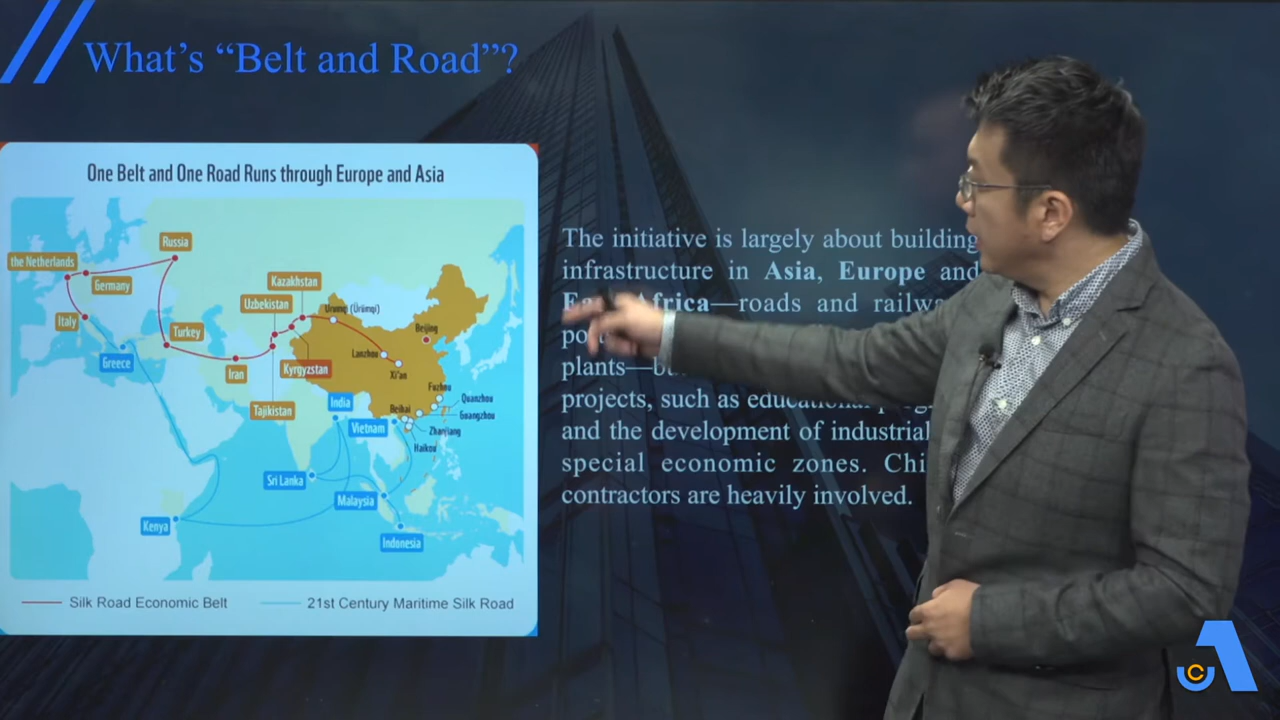 What's “Belt and Road”?
One Belt and One Road Runs through Europe and Asia
Russia
the Netherlands
Germany
Kazakhstan
Uzbekistan
Urumqi (Ürümqi)
Italy
Turkey
Beijing
Greece
Lanzhou
Iran
Kyrgyzstan
Xi'an
Fuzhou
Quanzhou
Tajikistan
India
Beihai
Guangzhou
Vietnam
Zhanjiang
Haikou
Sri Lanka
Malaysia
Kenya
Indonesia
Silk Road Economic Belt
21st Century Maritime Silk Road
The initiative is largely about building
infrastructure in Asia, Europe and
Africa—roads and
plants—
projects, such as educational
and the development of industrial
special economic zones.
contractors are heavily involved.
C